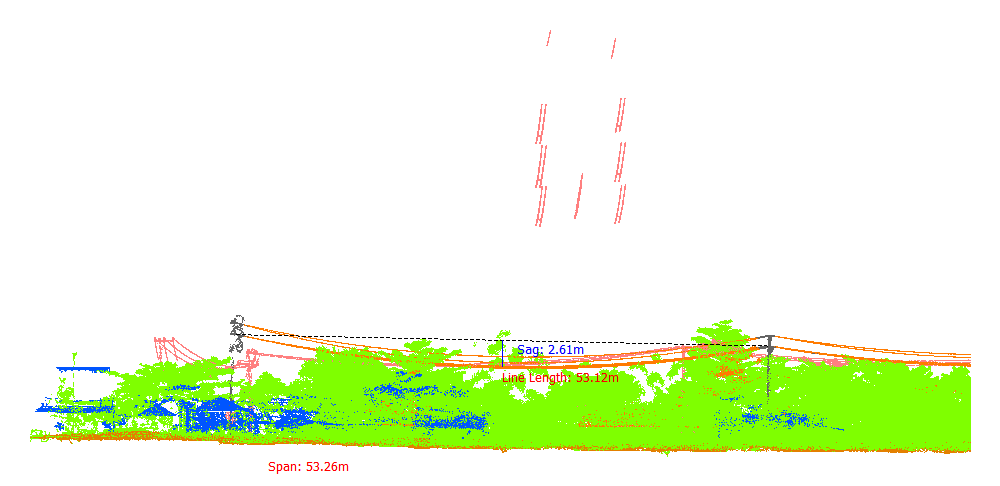 Sag: 2.61m
Line Length: 53.12m
Span: 53.26m